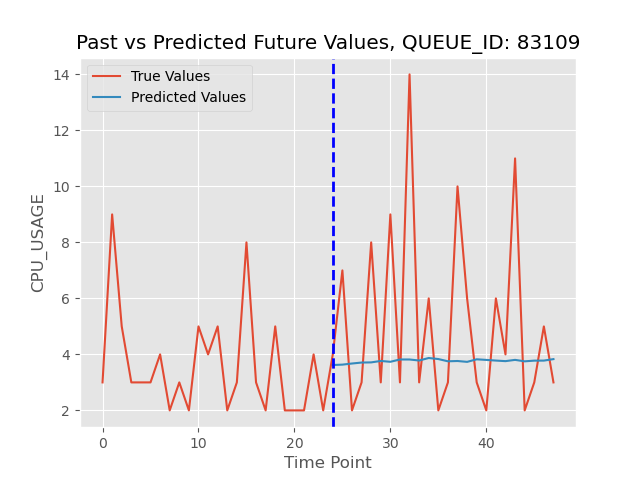 Past vs Predicted Future Values, QUEUE_ID: 83109
True Values
Predicted Values
14
12
10
8
6
4
2
CPU_USAGE
0 10 20 30 40
Time Point